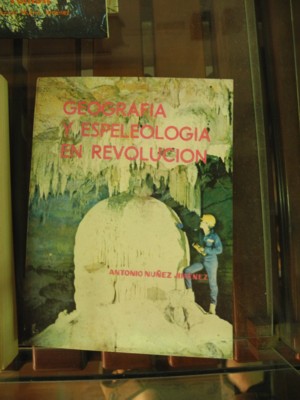 GEOGRAFIA
Y ESPELEOLOGIA
EN REVOLUCION
ANTONIO NUÑEZ JIMENEZ